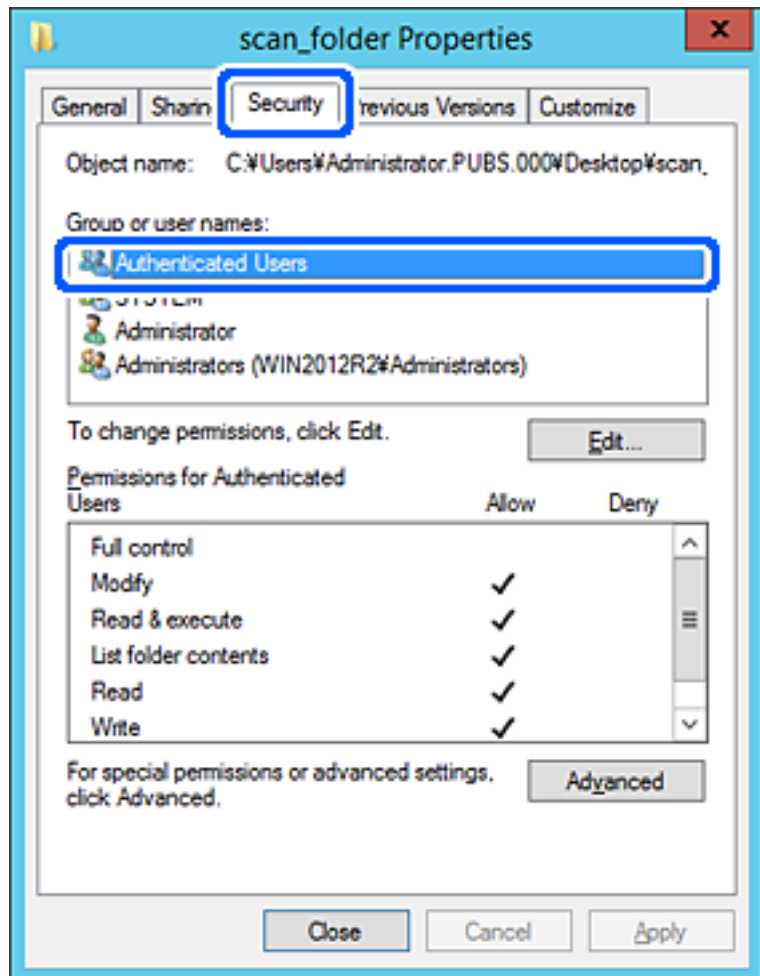 scan_folder Properties
General Sharin Security revious Versions Customize
Object name: C:¥Users¥Administrator.PUBS.000¥Desktop¥scan_
Group or user names:
Authenticated Users
SYSTEM
Administrator
Administrators (WIN2012R2¥Administrators)
To change permissions, click Edit.
Edit...
Permissions for Authenticated
Users Allow Deny
Full control
Modify
Read & execute
List folder contents
Read
Write
For special permissions or advanced settings,
click Advanced.
Advanced
Close Cancel Apply